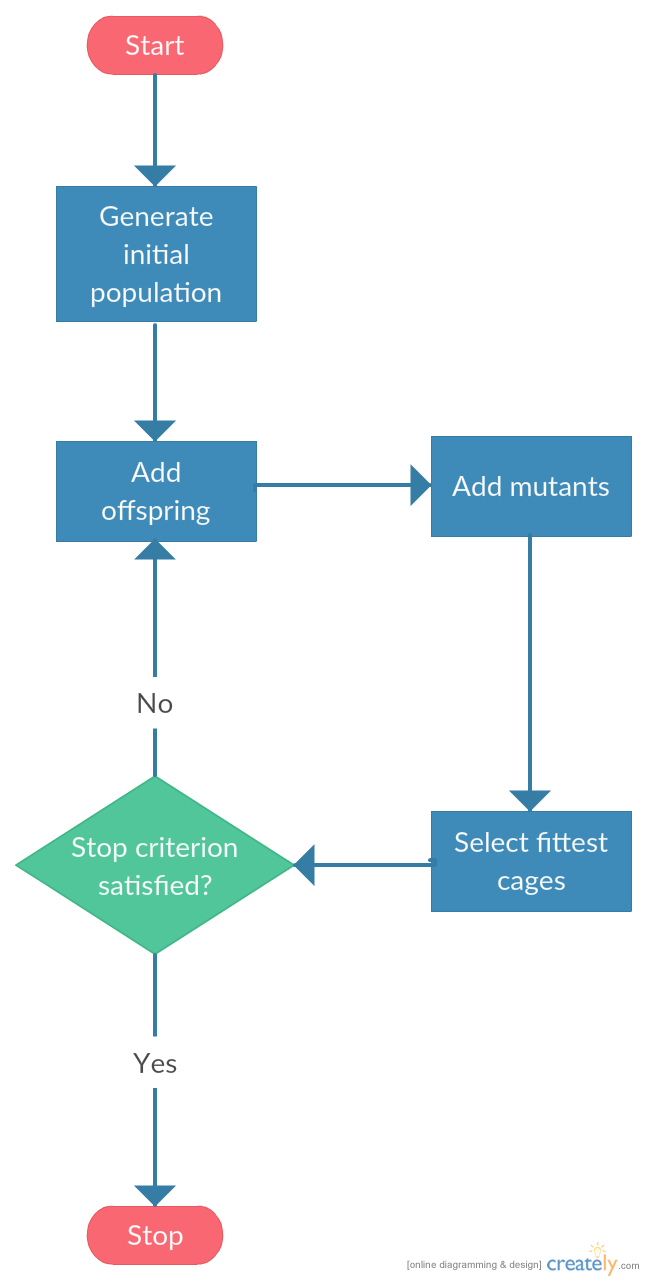 Start
Generate
initial
population
Add
offspring
Add mutants
No
Stop criterion
satisfied?
Select fittest
cages
Yes
Stop
[online diagramming & design] creately.com